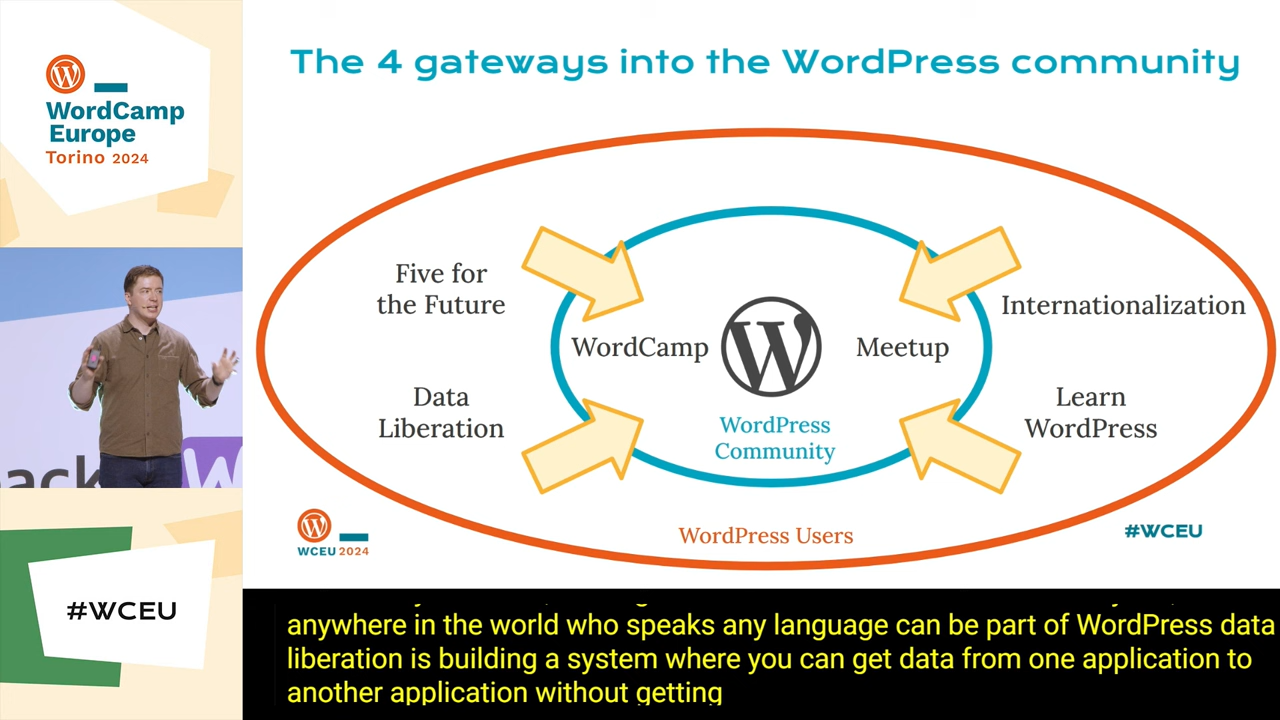 WordCamp
Europe
Torino 2024
#WCEU
The 4 gateways into the WordPress community
Five for
the Future
Internationalization
WordCamp
Meetup
Data
Liberation
Learn
WordPress
WordPress
Community
WordPress Users
WCEU 2024
#WCEU
anywhere in the world who speaks any language can be part of WordPress data
liberation is building a system where you can get data from one application to
another application without getting